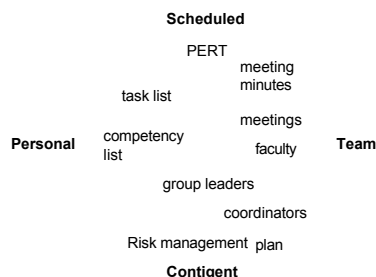 Scheduled
PERT
meeting
minutes
task list
meetings
Personal
competency
list
faculty
Team
group leaders
coordinators
Risk management plan
Contigent